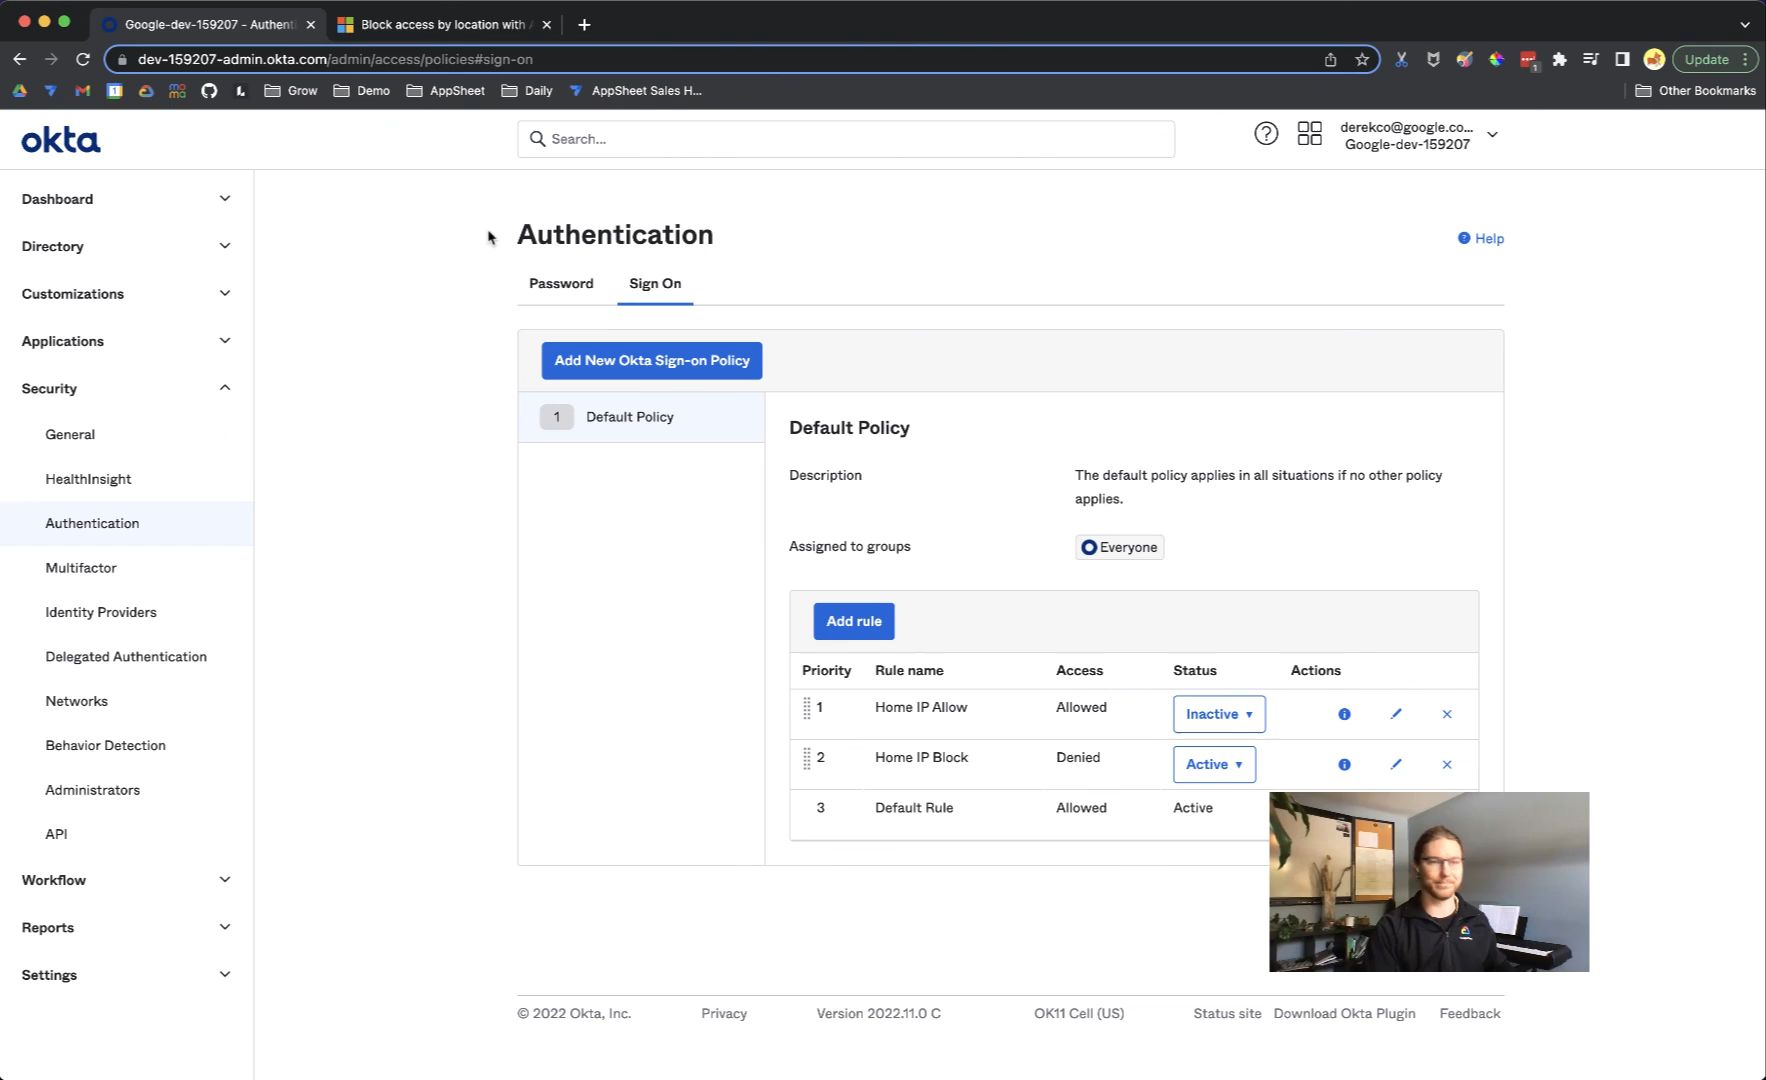 Google-dev-159207 - Authenti
Block access by location with
dev-159207-admin.okta.com/admin/access/policies#sign-on
1
Update
1
Grow
Demo
AppSheet
Daily
AppSheet Sales H...
Other Bookmarks
okta
Search...
derekco@google.co...
Google-dev-159207
Dashboard
Directory
Customizations
Applications
Security
General
HealthInsight
Authentication
Multifactor
Identity Providers
Delegated Authentication
Networks
Behavior Detection
Administrators
API
Workflow
Reports
Settings
Authentication
Help
Password
Sign On
Add New Okta Sign-on Policy
1 Default Policy
Default Policy
Description
The default policy applies in all situations if no other policy
applies.
Assigned to groups
Everyone
Add rule
Priority Rule name Access Status Actions
1 Home IP Allow Allowed Inactive
2 Home IP Block Denied Active
3 Default Rule Allowed Active
© 2022 Okta, Inc.
Privacy
Version 2022.11.0 C
OK11 Cell (US)
Status site
Download Okta Plugin
Feedback